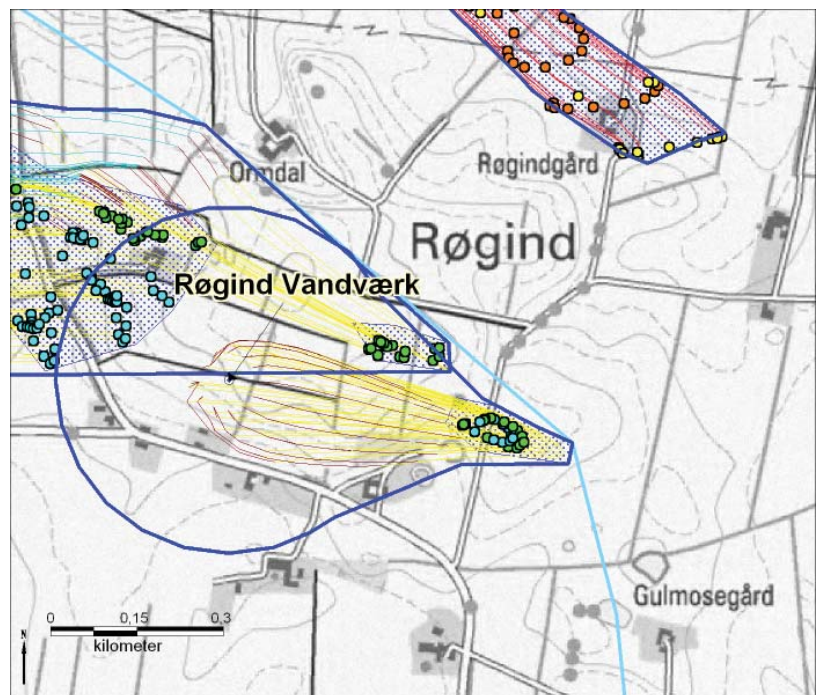 Ormdal
Røgindgård
Røgind
Røgind Vandværk
Gulmosegård
0 0,15 0,3
kilometer
N